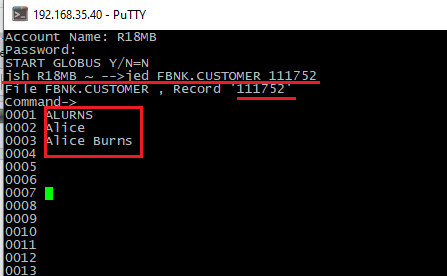 192.168.35.40 - PuTTY
Account Name: R18MB
Password:
START GLOBUS Y/N=N
jsh R18MB ~ -->jed FBNK.CUSTOMER 111752
File FBNK.CUSTOMER , Record '111752'
Command->
0001 ALURNS
0002 Alice
0003 Alice Burns
0004
0005
0006
0007
0008
0009
0010
0011
0012
0013